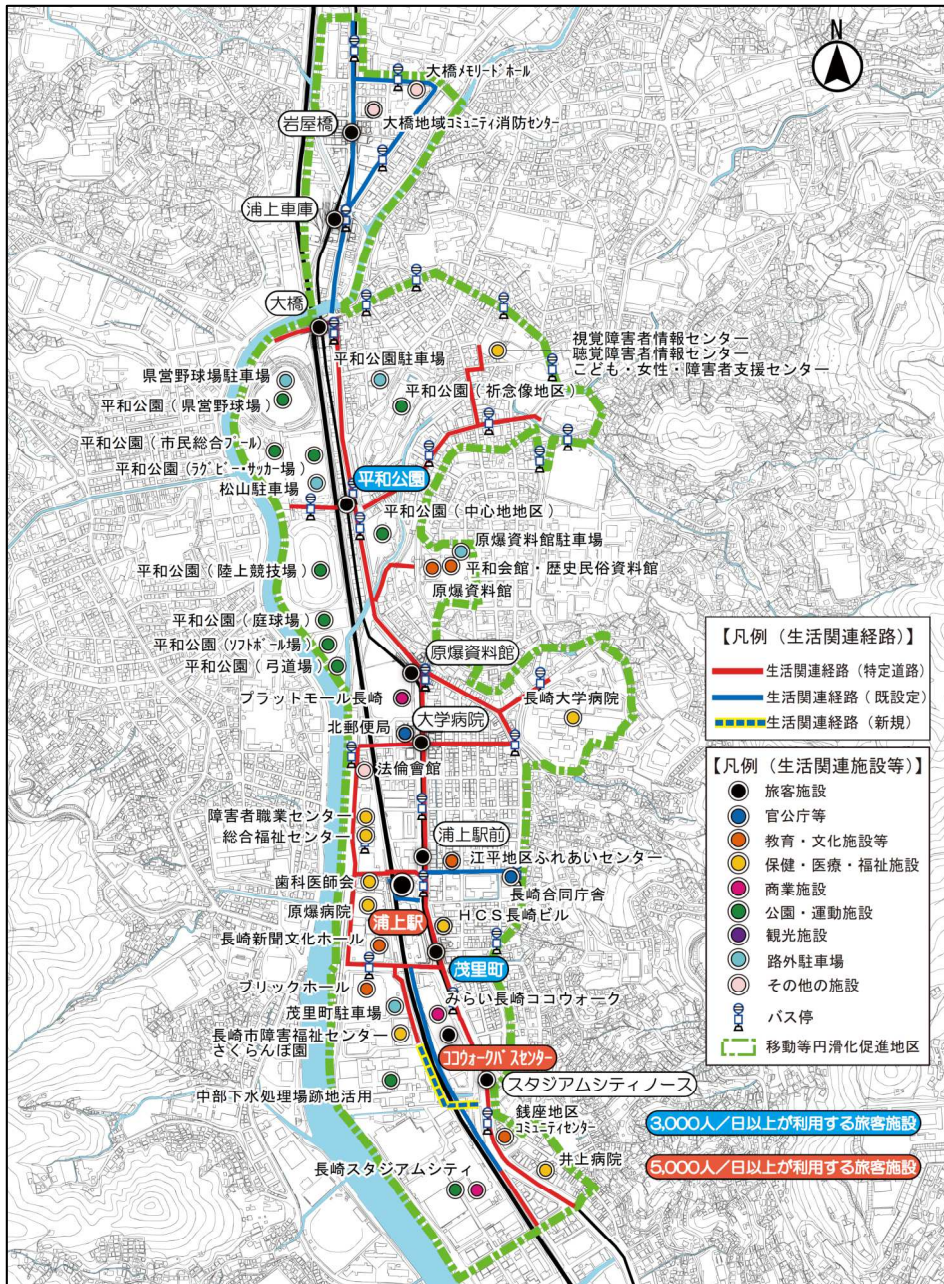 N
大橋メモリードホール
大橋地域コミュニティ消防センター
岩屋橋
浦上車庫
大橋
視覚障害者情報センター
聴覚障害者情報センター
こども・女性・障害者支援センター
平和公園駐車場
県営野球場駐車場
平和公園(祈念像地区)
平和公園(県営野球場)
平和公園(市民総合プール)
平和公園(ラグビー・サッカー場)
松山駐車場
平和公園
平和公園(中心地地区)
原爆資料館駐車場
平和会館・歴史民俗資料館
平和公園(陸上競技場)
原爆資料館
平和公園(庭球場)
平和公園(ソフトボール場)
平和公園(弓道場)
原爆資料館
プラットモール長崎
長崎大学病院
大学病院
北郵便局
法倫會館
障害者職業センター
総合福祉センター
浦上駅前
江平地区ふれあいセンター
歯科医師会
長崎合同庁舎
原爆病院
浦上駅
HCS長崎ビル
長崎新聞文化ホール
茂里町
ブリックホール
みらい長崎ココウォーク
茂里町駐車場
長崎市障害福祉センター
さくらんぼ園
ココウォークバスセンター
スタジアムシティノース
中部下水処理場跡地活用
銭座地区
コミュニティセンター
井上病院
長崎スタジアムシティ
【凡例(生活関連経路)】
生活関連経路(特定道路)
生活関連経路(既設定)
生活関連経路(新規)
【凡例(生活関連施設等)】
旅客施設
官公庁等
教育・文化施設等
保健・医療・福祉施設
商業施設
公園・運動施設
観光施設
路外駐車場
その他の施設
バス停
移動等円滑化促進地区
3,000人/日以上が利用する旅客施設
5,000人/日以上が利用する旅客施設